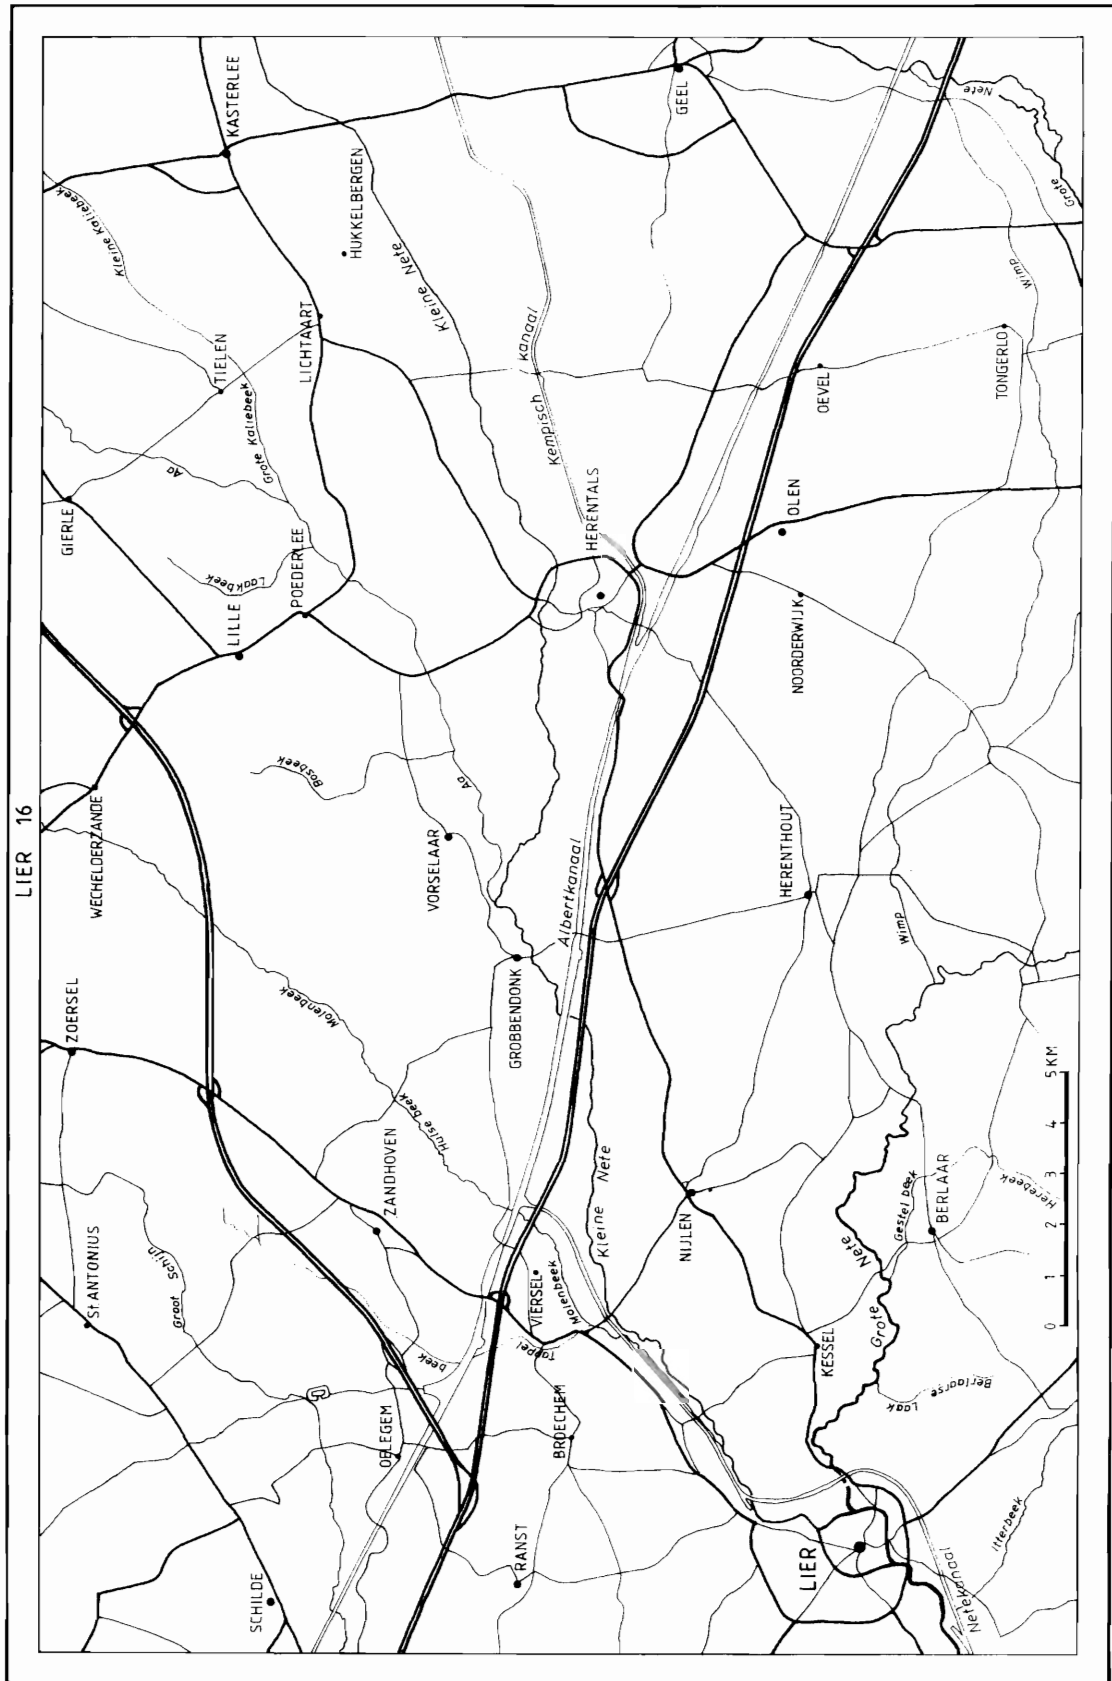 LIER 16
St ANTONIUS
ZOERSEL
WECHELDERZANDE
GIERLE
Aa
Kleine Kaliebeek
KASTERLEE
SCHILDE
Groot Schijn
Molenbeek
LILLE
Laakbeek
TIELEN
Grote Kaliebeek
POEDERLEE
LICHTAART
HUKKELBERGEN
Bosbeek
OELEGEM
beek
ZANDHOVEN
Hulsebeek
VORSELAAR
Aa
Kleine Nete
RANST
BROECHEM
Tappel
VIERSEL
Molenbeek
GROBBENDONK
Albertkanaal
HERENTALS
Kempisch
kanaal
GEEL
Kleine Nete
NIJLEN
LIER
KESSEL
HERENTHOUT
NOORDERWIJK
OLEN
OEVEL
Nete
Grote
Nete
Wimp
Gestelbeek
BERLAAR
Herebeek
Berlaarse
Laak
Itterbeek
Netekanaal
TONGERLO
Wimp
Grote
0 1 2 3 4 5 KM